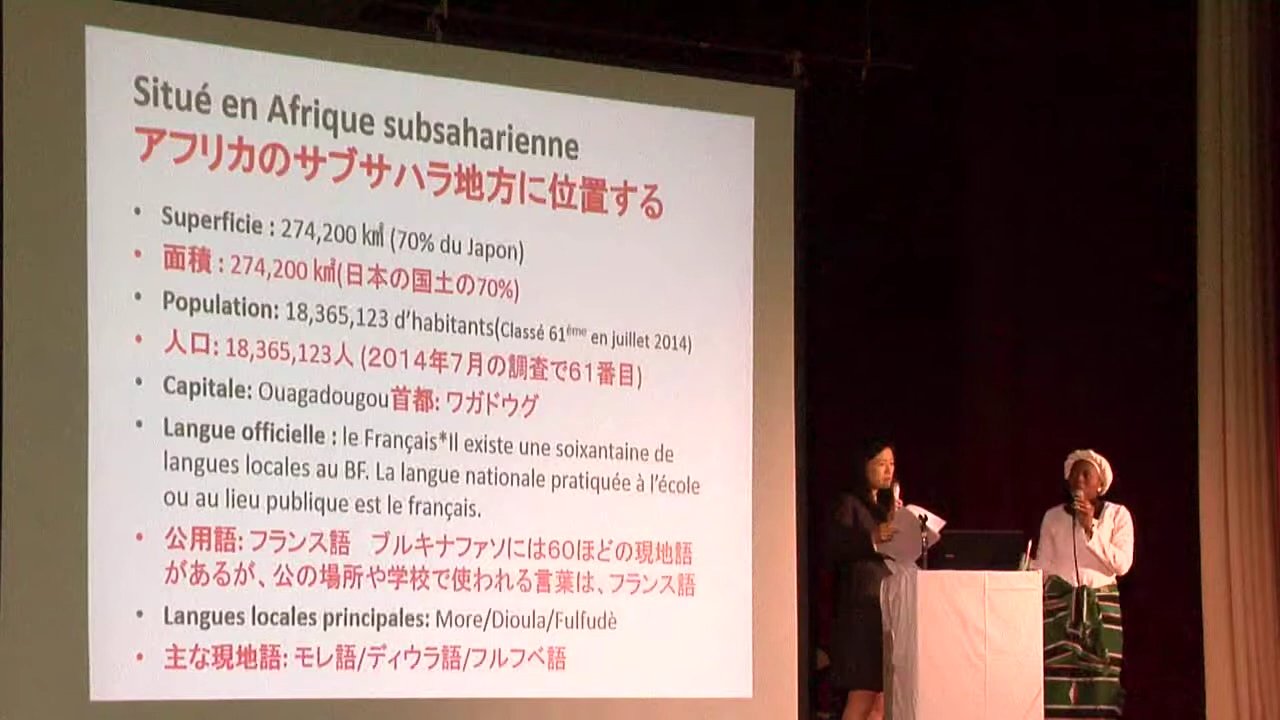 Situé en Afrique subsaharienne
アフリカのサブサハラ地方に位置する
• Superficie : 274,200 ㎢ (70% du Japon)
• 面積 : 274,200 ㎢(日本の国土の70%)
• Population: 18,365,123 d’habitants(Classé 61ème en juillet 2014)
• 人口: 18,365,123人 (２０１４年７月の調査で６１番目)
• Capitale: Ouagadougou首都: ワガドウグ
• Langue officielle : le Français*Il existe une soixantaine de
langues locales au BF. La langue nationale pratiquée à l’école
ou au lieu publique est le français.
• 公用語: フランス語　ブルキナファソには６０ほどの現地語
があるが、公の場所や学校で使われる言葉は、フランス語
• Langues locales principales: More/Dioula/Fulfudè
• 主な現地語: モレ語/ディウラ語/フルフベ語